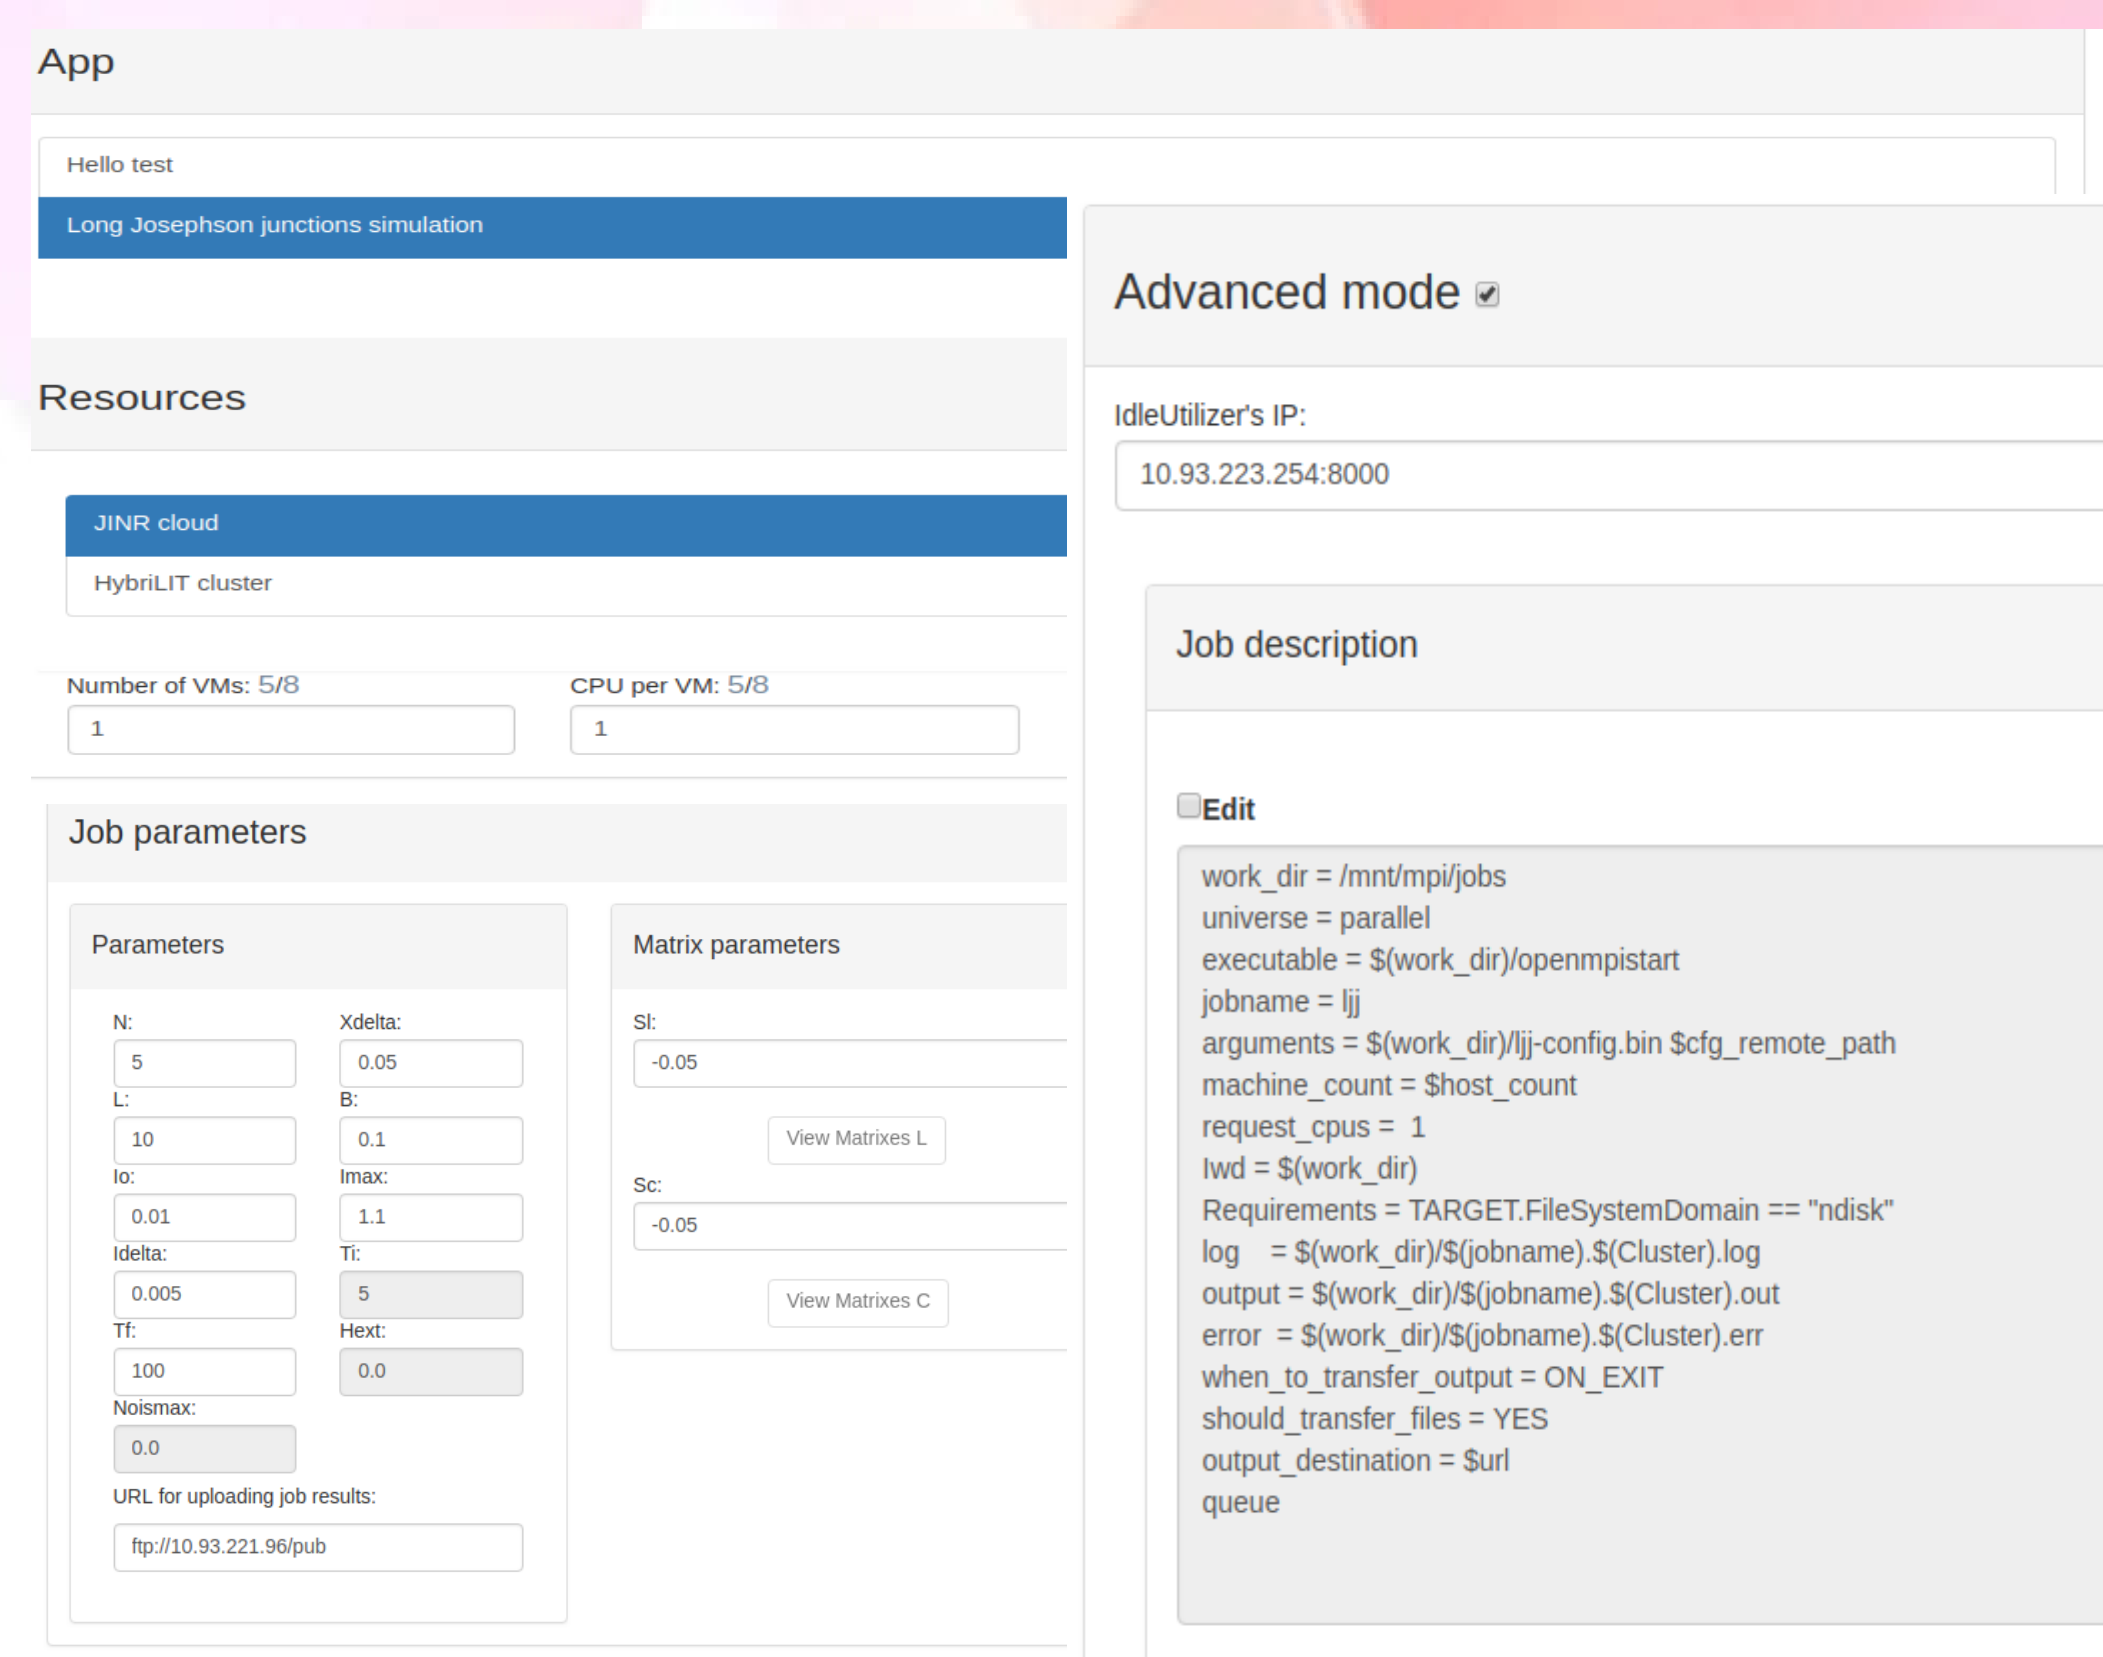 App
Hello test
Long Josephson junctions simulation
Resources
JINR cloud
HybriLIT cluster
Number of VMs: 5/8
CPU per VM: 5/8
1
1
Job parameters
Parameters
N:
Xdelta:
5
0.05
L:
B:
10
0.1
Io:
Imax:
0.01
1.1
Idelta:
Ti:
0.005
5
Tf:
Hext:
100
0.0
Noismax:
0.0
URL for uploading job results:
ftp://10.93.221.96/pub
Matrix parameters
Sl:
-0.05
View Matrixes L
Sc:
-0.05
View Matrixes C
Advanced mode
IdleUtilizer's IP:
10.93.223.254:8000
Job description
Edit
work_dir = /mnt/mpi/jobs
universe = parallel
executable = $(work_dir)/openmpistart
jobname = ljj
arguments = $(work_dir)/ljj-config.bin $cfg_remote_path
machine_count = $host_count
request_cpus =  1
Iwd = $(work_dir)
Requirements = TARGET.FileSystemDomain == "ndisk"
log    = $(work_dir)/$(jobname).$(Cluster).log
output = $(work_dir)/$(jobname).$(Cluster).out
error  = $(work_dir)/$(jobname).$(Cluster).err
when_to_transfer_output = ON_EXIT
should_transfer_files = YES
output_destination = $url
queue